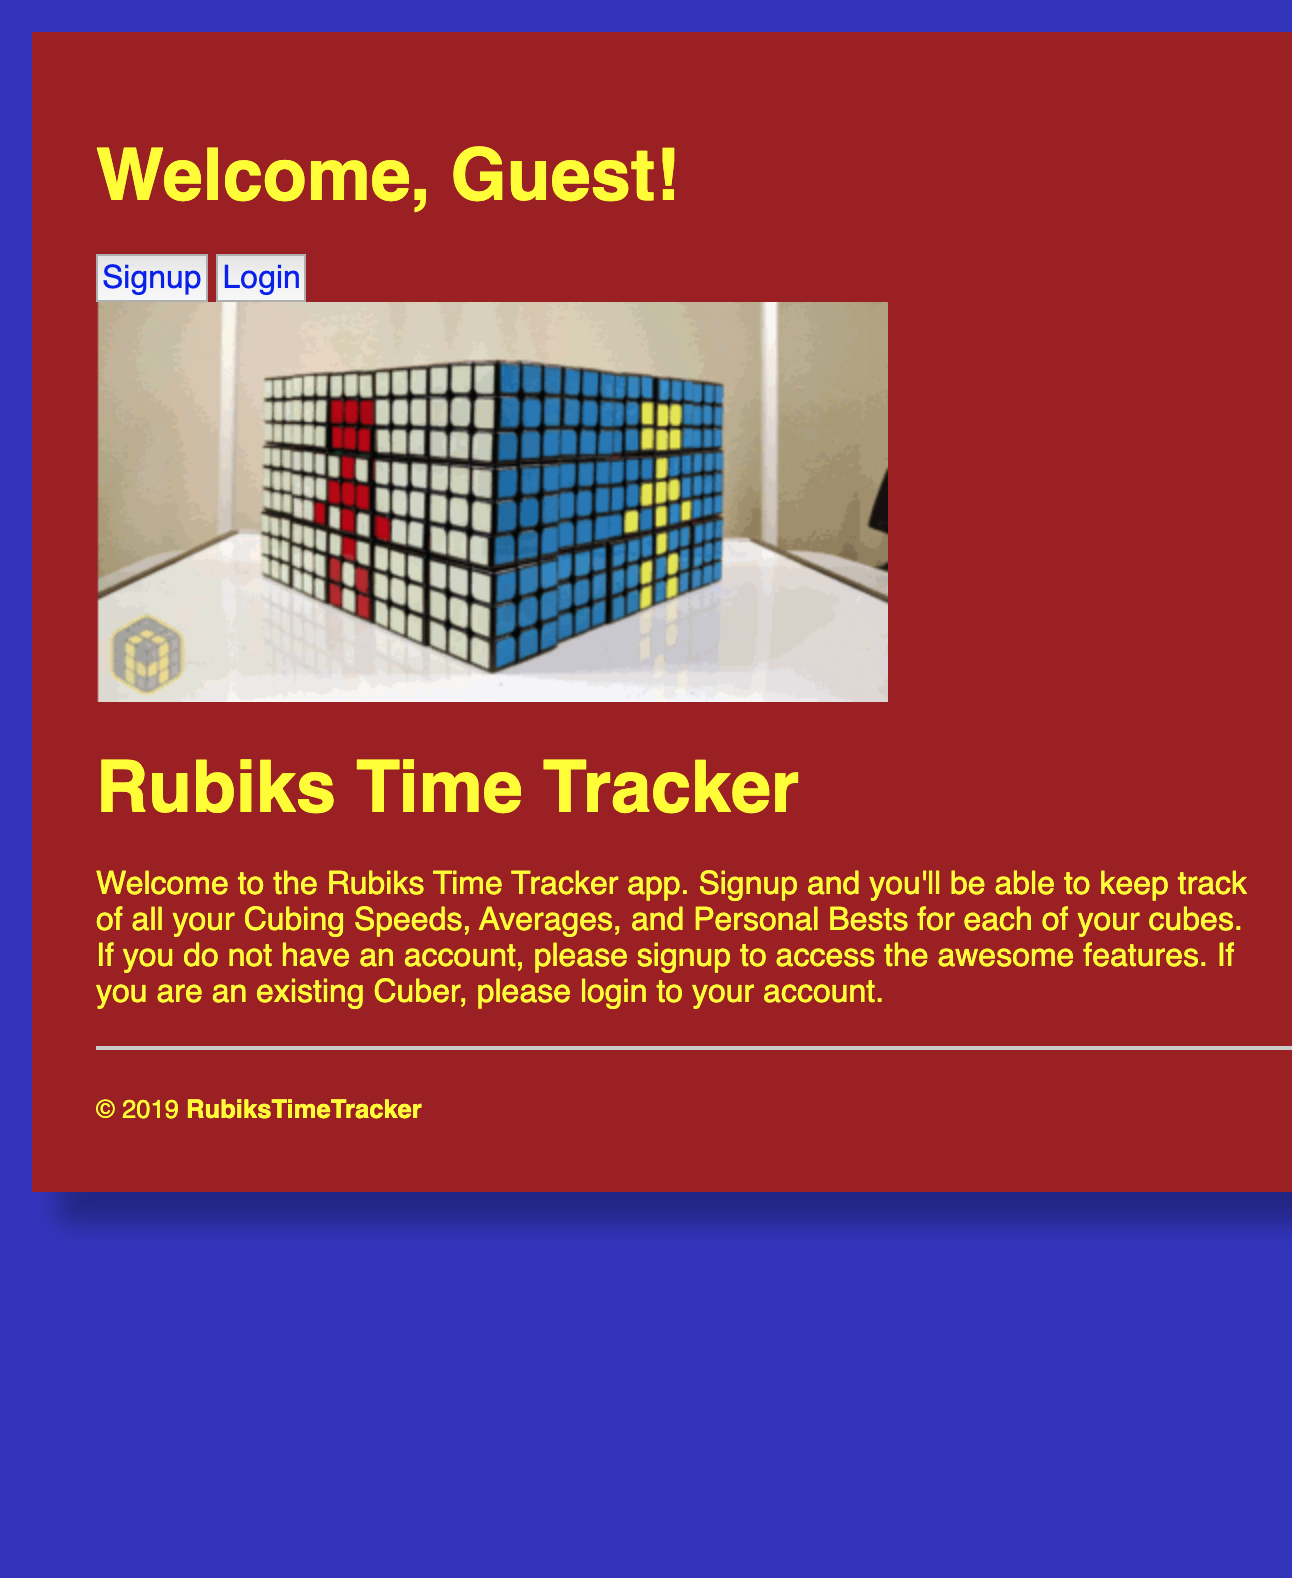 Welcome, Guest!
Signup Login
Rubiks Time Tracker
Welcome to the Rubiks Time Tracker app. Signup and you'll be able to keep track
of all your Cubing Speeds, Averages, and Personal Bests for each of your cubes.
If you do not have an account, please signup to access the awesome features. If
you are an existing Cuber, please login to your account.
© 2019 RubiksTimeTracker